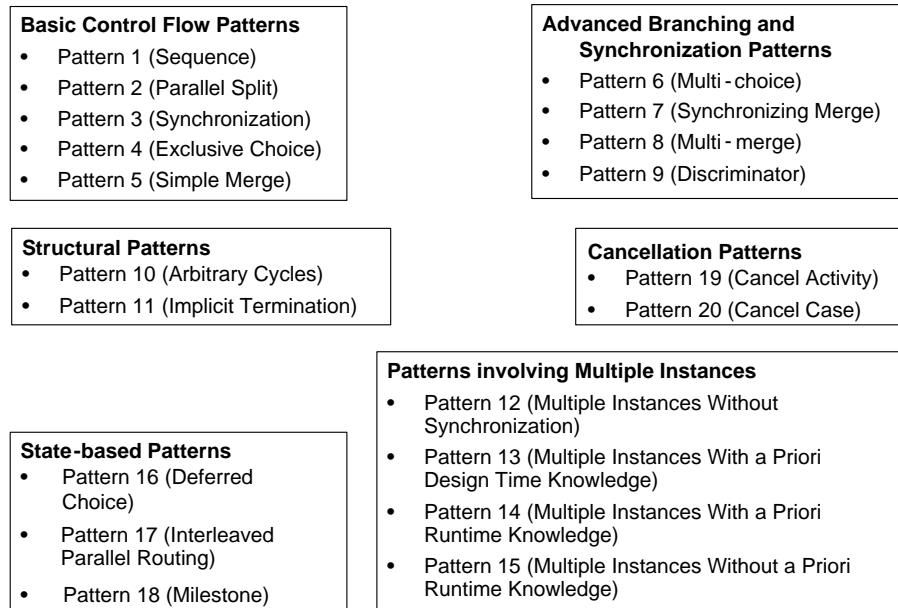 Basic Control Flow Patterns
• Pattern 1 (Sequence)
• Pattern 2 (Parallel Split)
• Pattern 3 (Synchronization)
• Pattern 4 (Exclusive Choice)
• Pattern 5 (Simple Merge)
Advanced Branching and
Synchronization Patterns
• Pattern 6 (Multi-choice)
• Pattern 7 (Synchronizing Merge)
• Pattern 8 (Multi-merge)
• Pattern 9 (Discriminator)
Structural Patterns
• Pattern 10 (Arbitrary Cycles)
• Pattern 11 (Implicit Termination)
Cancellation Patterns
• Pattern 19 (Cancel Activity)
• Pattern 20 (Cancel Case)
State-based Patterns
• Pattern 16 (Deferred
Choice)
• Pattern 17 (Interleaved
Parallel Routing)
• Pattern 18 (Milestone)
Patterns involving Multiple Instances
• Pattern 12 (Multiple Instances Without
Synchronization)
• Pattern 13 (Multiple Instances With a Priori
Design Time Knowledge)
• Pattern 14 (Multiple Instances With a Priori
Runtime Knowledge)
• Pattern 15 (Multiple Instances Without a Priori
Runtime Knowledge)